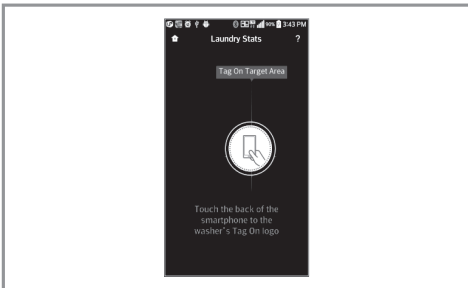 90% 3:43 PM
Laundry Stats ?
Tag On Target Area
Touch the back of the
smartphone to the
washer's Tag On logo